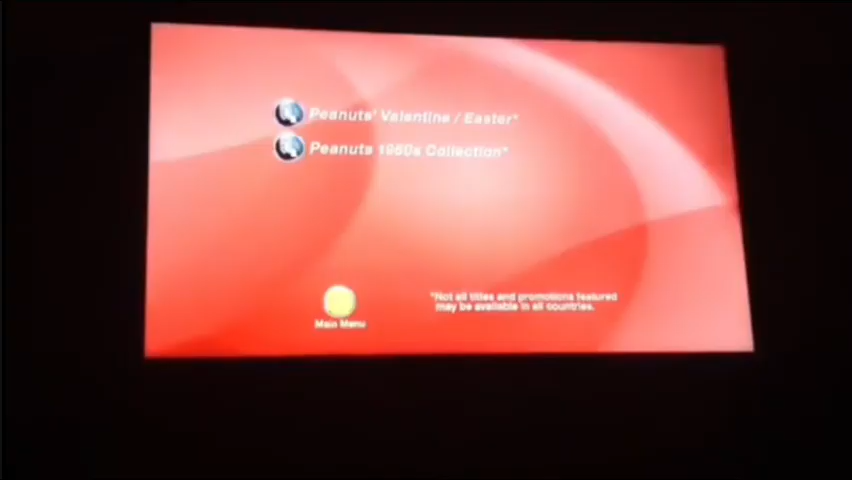 Peanuts' Valentine / Easter*
Peanuts 1960s Collection*
*Not all titles and promotions featured
may be available in all countries.
Main Menu